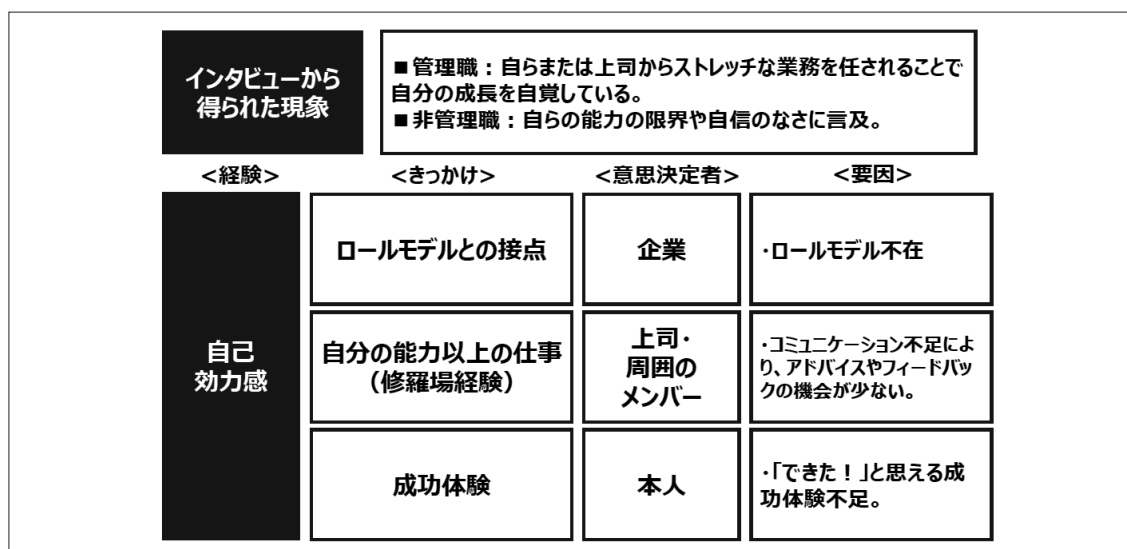 インタビューから
得られた現象
■管理職：自らまたは上司からストレッチな業務を任されることで
自分の成長を自覚している。
■非管理職：自らの能力の限界や自信のなさに言及。
＜経験＞
＜きっかけ＞
＜意思決定者＞
＜要因＞
自己
効力感
ロールモデルとの接点
企業
・ロールモデル不在
自分の能力以上の仕事
（修羅場経験）
上司・
周囲の
メンバー
・コミュニケーション不足によ
り、アドバイスやフィードバッ
クの機会が少ない。
成功体験
本人
・「できた！」と思える成
功体験不足。